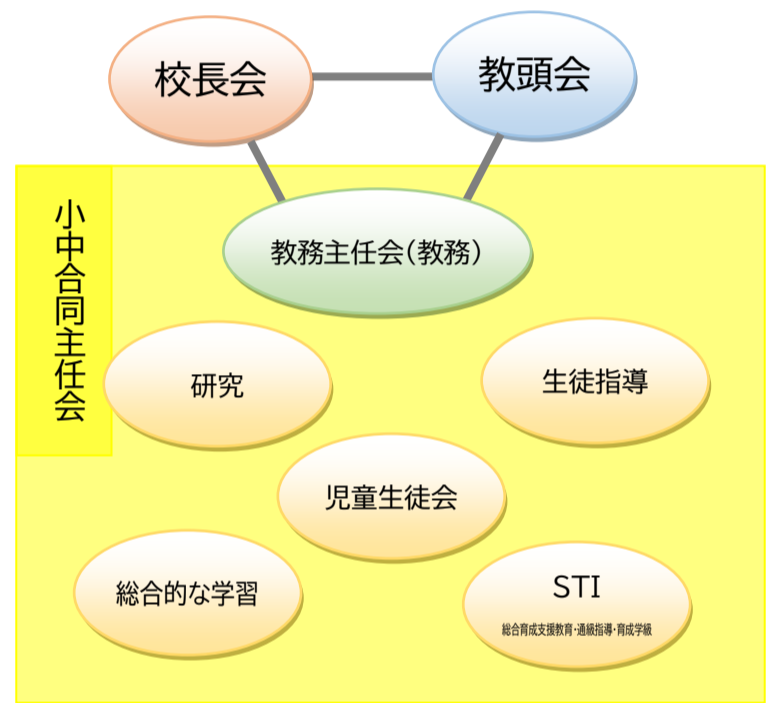 校長会
教頭会
小中合同主任会
教務主任会(教務)
研究
生徒指導
児童生徒会
総合的な学習
STI
総合育成支援教育・通級指導・育成学級